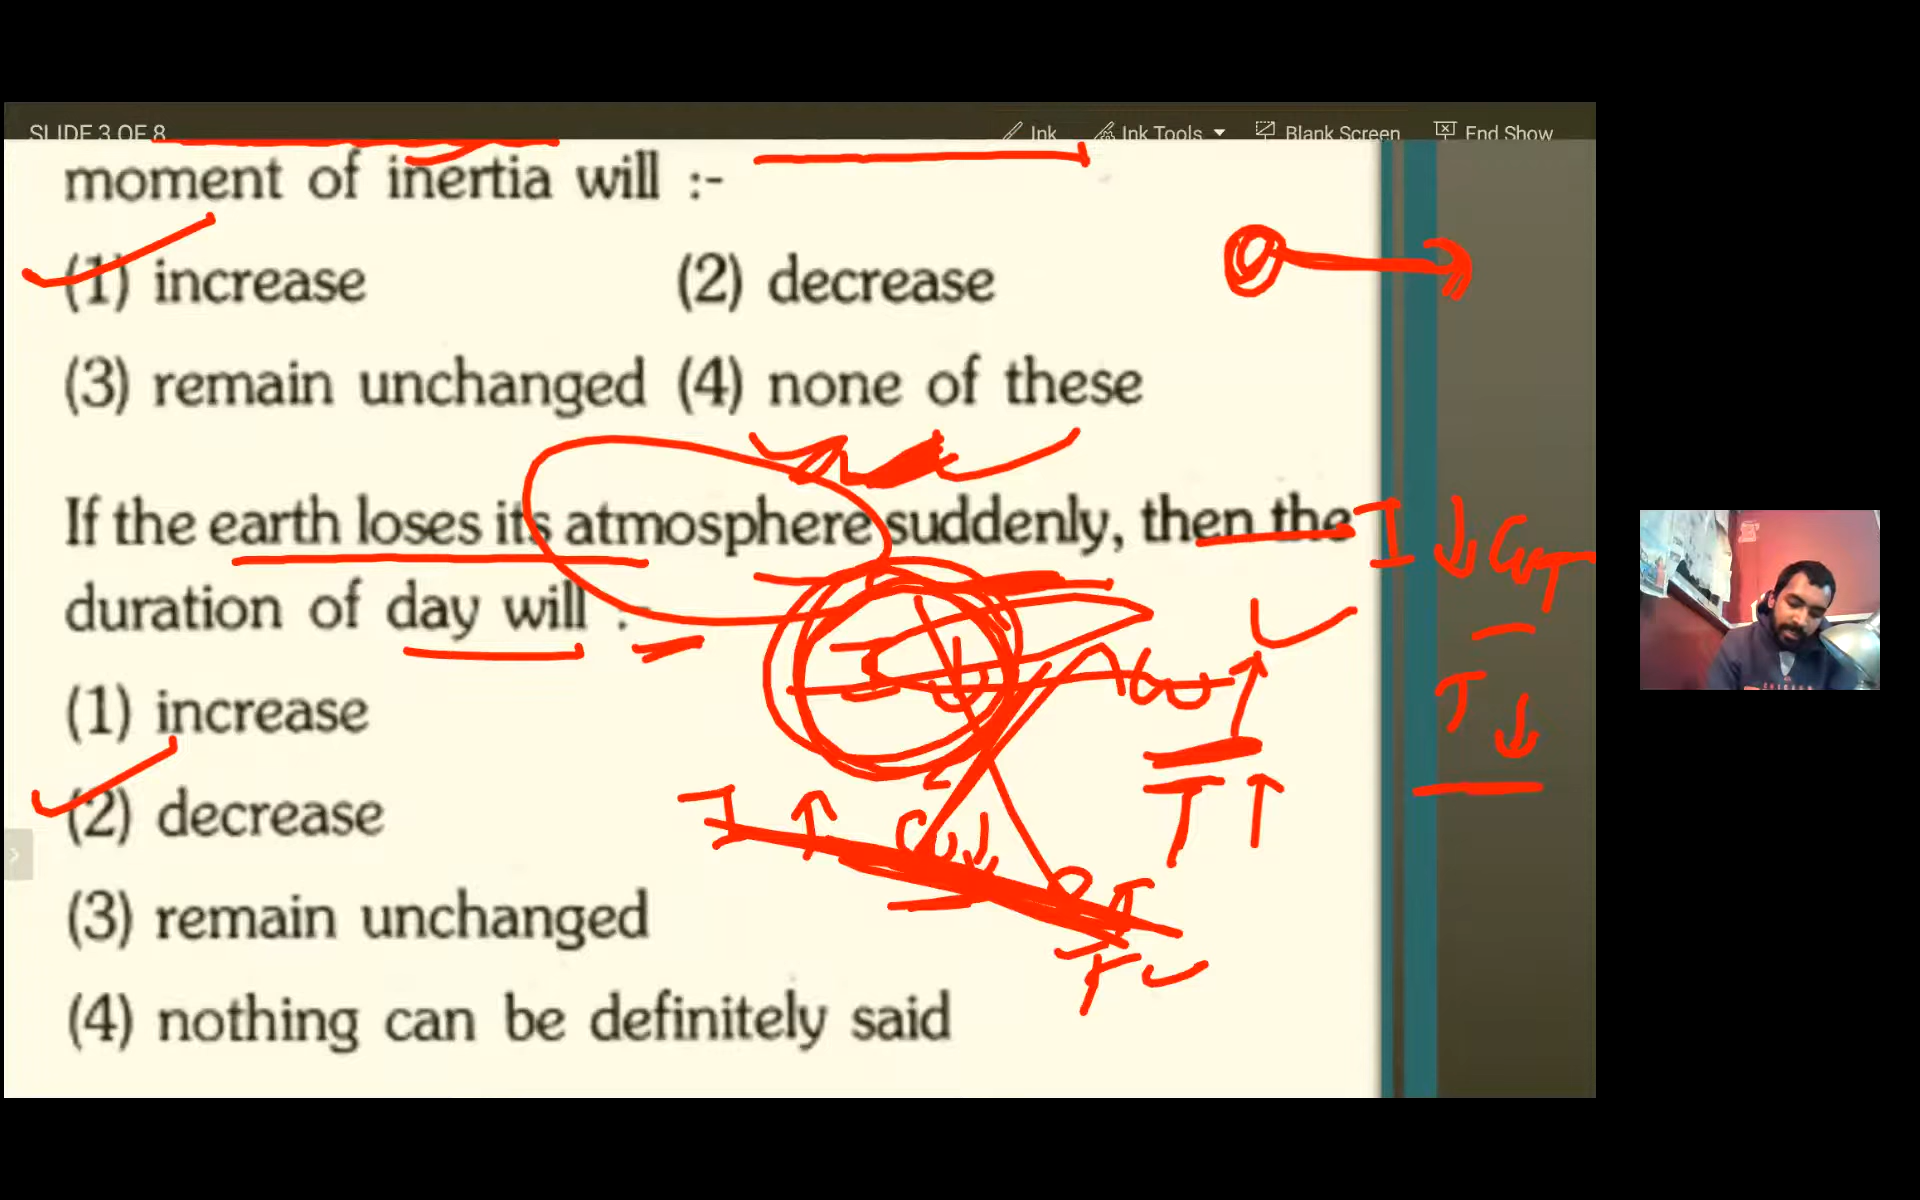 SLIDE 3 OF 8 Ink Ink Tools Blank Screen End Show
moment of inertia will :-
(1) increase (2) decrease
(3) remain unchanged (4) none of these
If the earth loses its atmosphere suddenly, then the
duration of day will :-
(1) increase
(2) decrease
(3) remain unchanged
(4) nothing can be definitely said
I ↓ ω↑
T ↓
I ↑ ω↓
T ↑